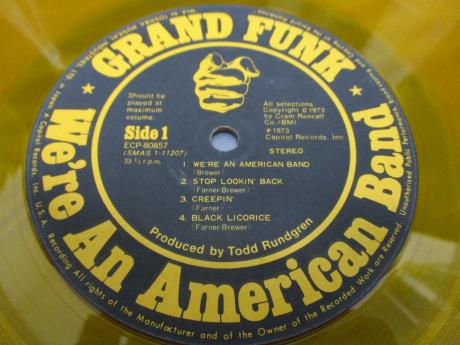 GRAND FUNK
We're An American Band
Should be
played at
maximum
volume.
Side 1
ECP-80857
(SMAS 1-11207)
33 ⅓ r.p.m.
All selections
Copyright ©1973
by Cram Renraff
Co./BMI
℗1973
Capitol Records, Inc.
STEREO
1. WE'RE AN AMERICAN BAND
(Brewer)
2. STOP LOOKIN' BACK
(Farner-Brewer)
3. CREEPIN'
(Farner)
4. BLACK LICORICE
(Farner-Brewer)
Produced by Todd Rundgren
U.S.A. Recording All rights of the Manufacturer and of the Owner of the Recorded Work are Reserved. Unauthorized Public Performance,